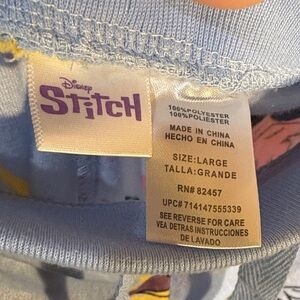 Disney
STiTCH
100%POLYESTER
100%POLIESTER
MADE IN CHINA
HECHO EN CHINA
SIZE:LARGE
TALLA:GRANDE
RN# 82457
UPC# 714147555339
SEE REVERSE FOR CARE
VEA DETRAS INSTRUCCIONES
DE LAVADO